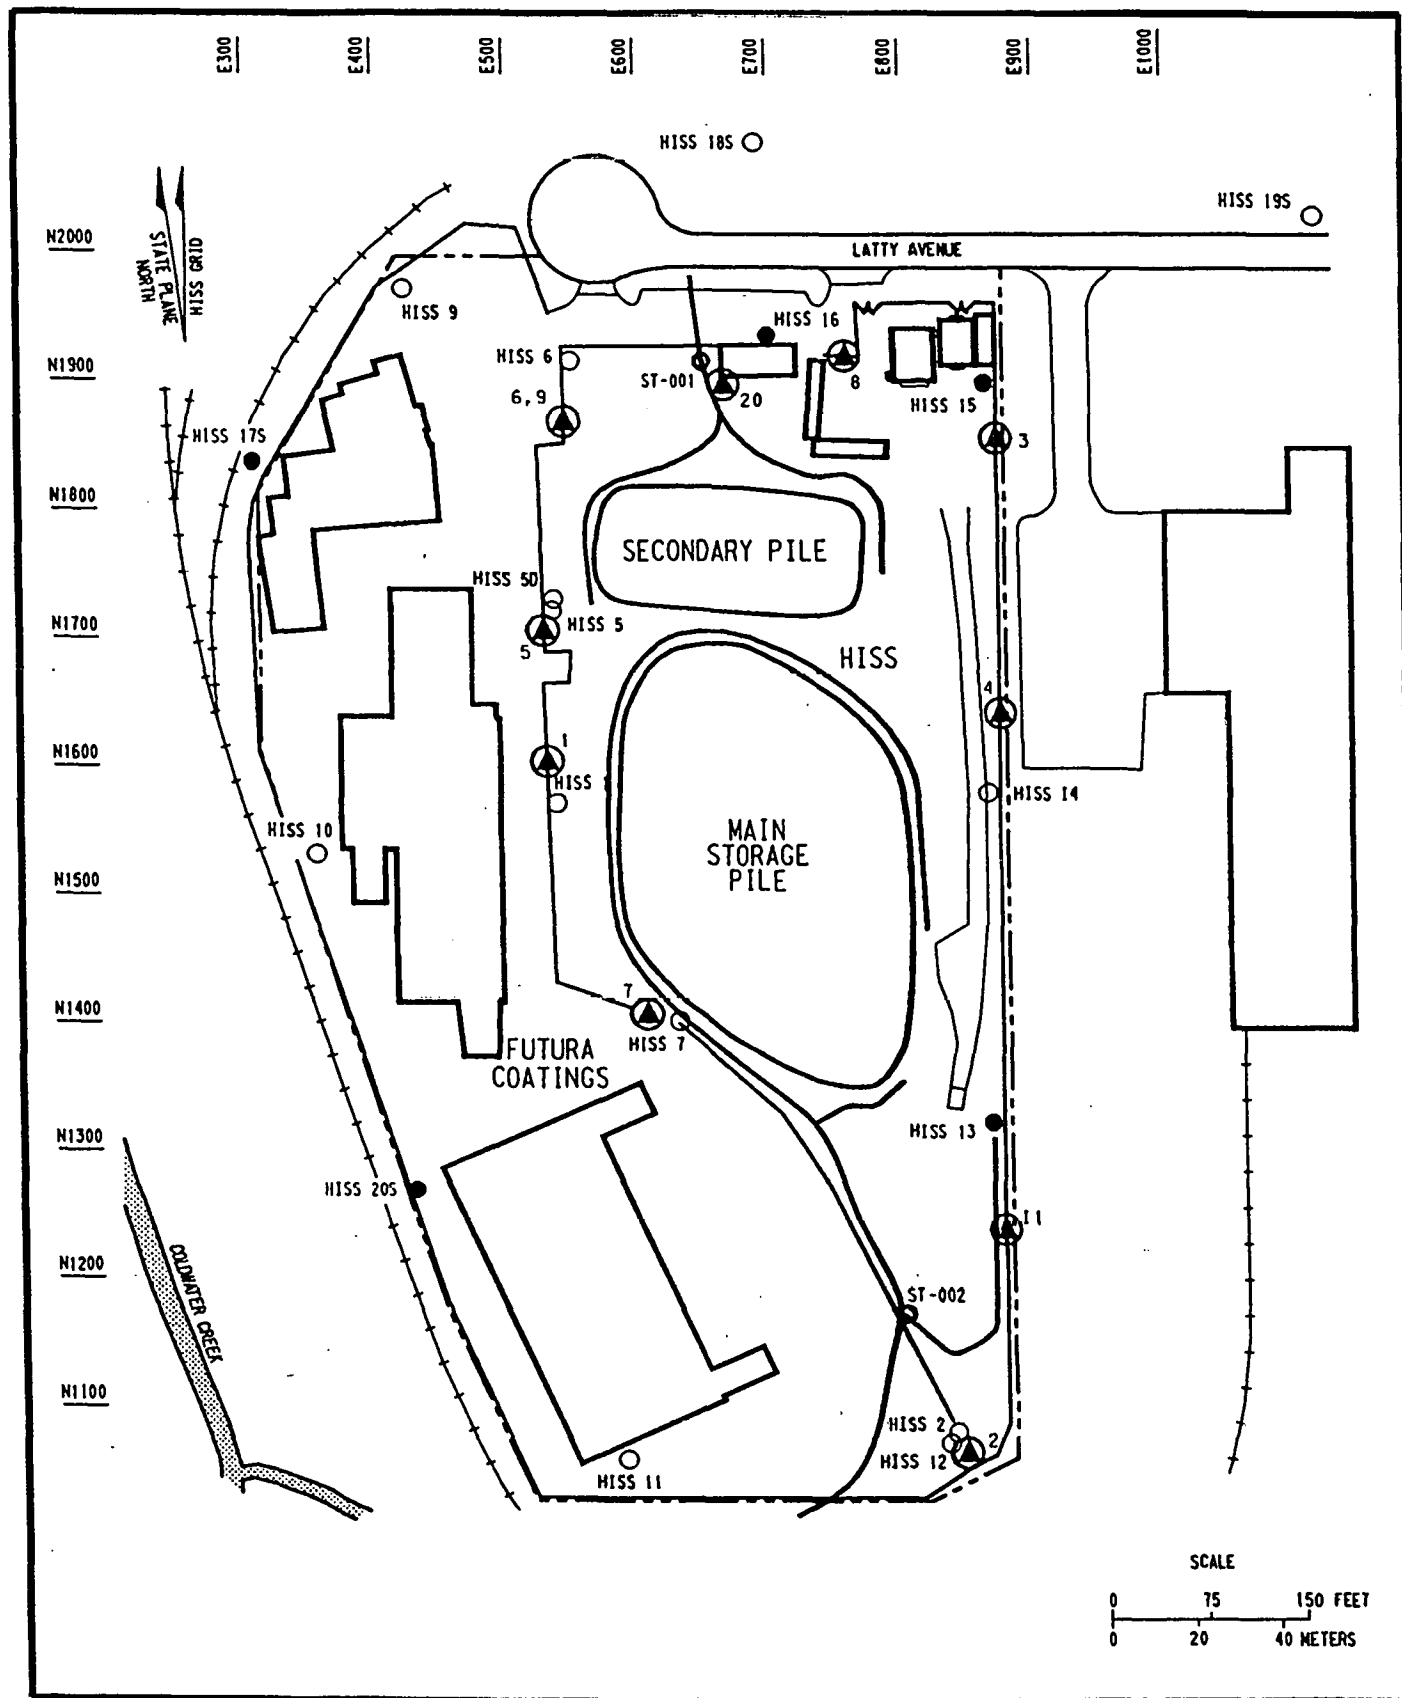 E300
E400
E500
E600
E700
E800
E900
E1000
HISS 18S
HISS 19S
N2000
STATE PLANE
NORTH
HISS GRID
LATTY AVENUE
HISS 9
HISS 16
HISS 6
N1900
ST-001
8
20
HISS 15
6,9
3
HISS 17S
N1800
SECONDARY PILE
HISS 5D
HISS 5
N1700
5
HISS
4
1
N1600
HISS
HISS 14
HISS 10
MAIN
STORAGE
PILE
N1500
7
N1400
HISS 7
FUTURA
COATINGS
N1300
HISS 13
HISS 20S
11
COLDWATER CREEK
N1200
ST-002
N1100
HISS 2
2
HISS 12
HISS 11
SCALE
0 75 150 FEET
0 20 40 METERS